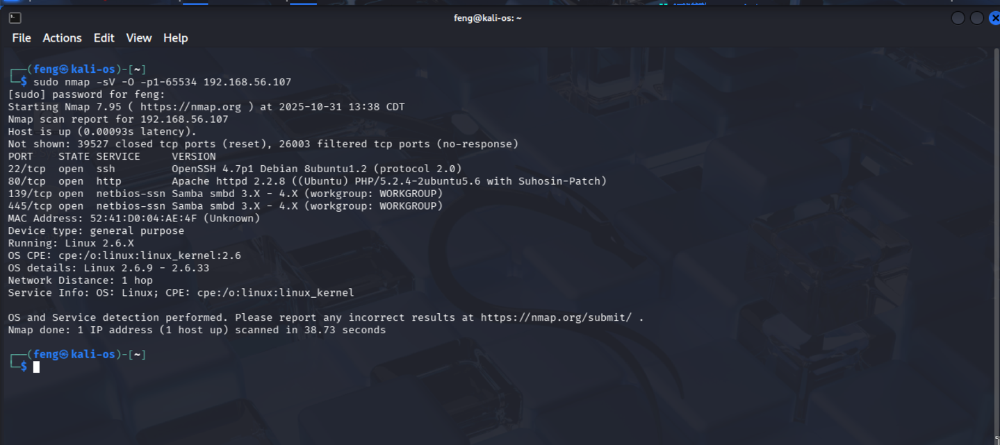 feng@kali-os: ~
File Actions Edit View Help
┌──(feng㉿kali-os)-[~]
└─$ sudo nmap -sV -O -p1-65534 192.168.56.107
[sudo] password for feng:
Starting Nmap 7.95 ( https://nmap.org ) at 2025-10-31 13:38 CDT
Nmap scan report for 192.168.56.107
Host is up (0.00093s latency).
Not shown: 39527 closed tcp ports (reset), 26003 filtered tcp ports (no-response)
PORT    STATE SERVICE     VERSION
22/tcp  open  ssh         OpenSSH 4.7p1 Debian 8ubuntu1.2 (protocol 2.0)
80/tcp  open  http        Apache httpd 2.2.8 ((Ubuntu) PHP/5.2.4-2ubuntu5.6 with Suhosin-Patch)
139/tcp open  netbios-ssn Samba smbd 3.X - 4.X (workgroup: WORKGROUP)
445/tcp open  netbios-ssn Samba smbd 3.X - 4.X (workgroup: WORKGROUP)
MAC Address: 52:41:D0:04:AE:4F (Unknown)
Device type: general purpose
Running: Linux 2.6.X
OS CPE: cpe:/o:linux:linux_kernel:2.6
OS details: Linux 2.6.9 - 2.6.33
Network Distance: 1 hop
Service Info: OS: Linux; CPE: cpe:/o:linux:linux_kernel
OS and Service detection performed. Please report any incorrect results at https://nmap.org/submit/ .
Nmap done: 1 IP address (1 host up) scanned in 38.73 seconds
┌──(feng㉿kali-os)-[~]
└─$